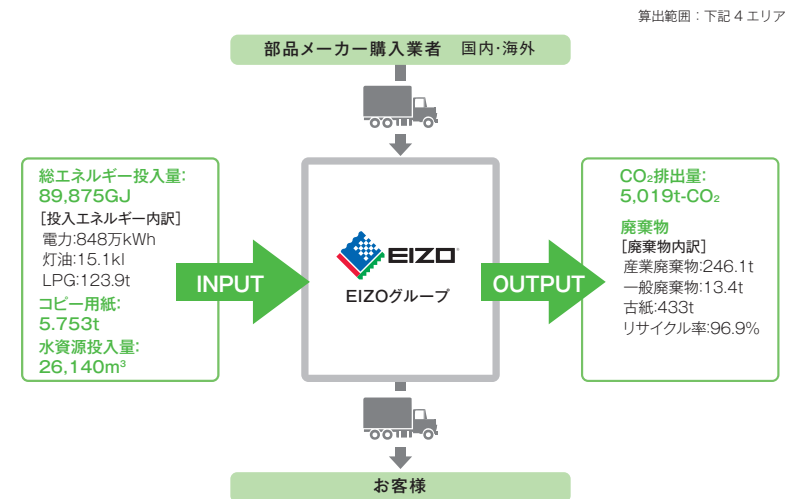 算出範囲：下記 4 エリア
部品メーカー購入業者 国内・海外
総エネルギー投入量:
89,875GJ
[投入エネルギー内訳]
電力:848万kWh
灯油:15.1kl
LPG:123.9t
コピー用紙:
5.753t
水資源投入量:
26,140m³
INPUT
EIZO
EIZOグループ
OUTPUT
CO₂排出量:
5,019t-CO₂
廃棄物
[廃棄物内訳]
産業廃棄物:246.1t
一般廃棄物:13.4t
古紙:433t
リサイクル率:96.9%
お客様